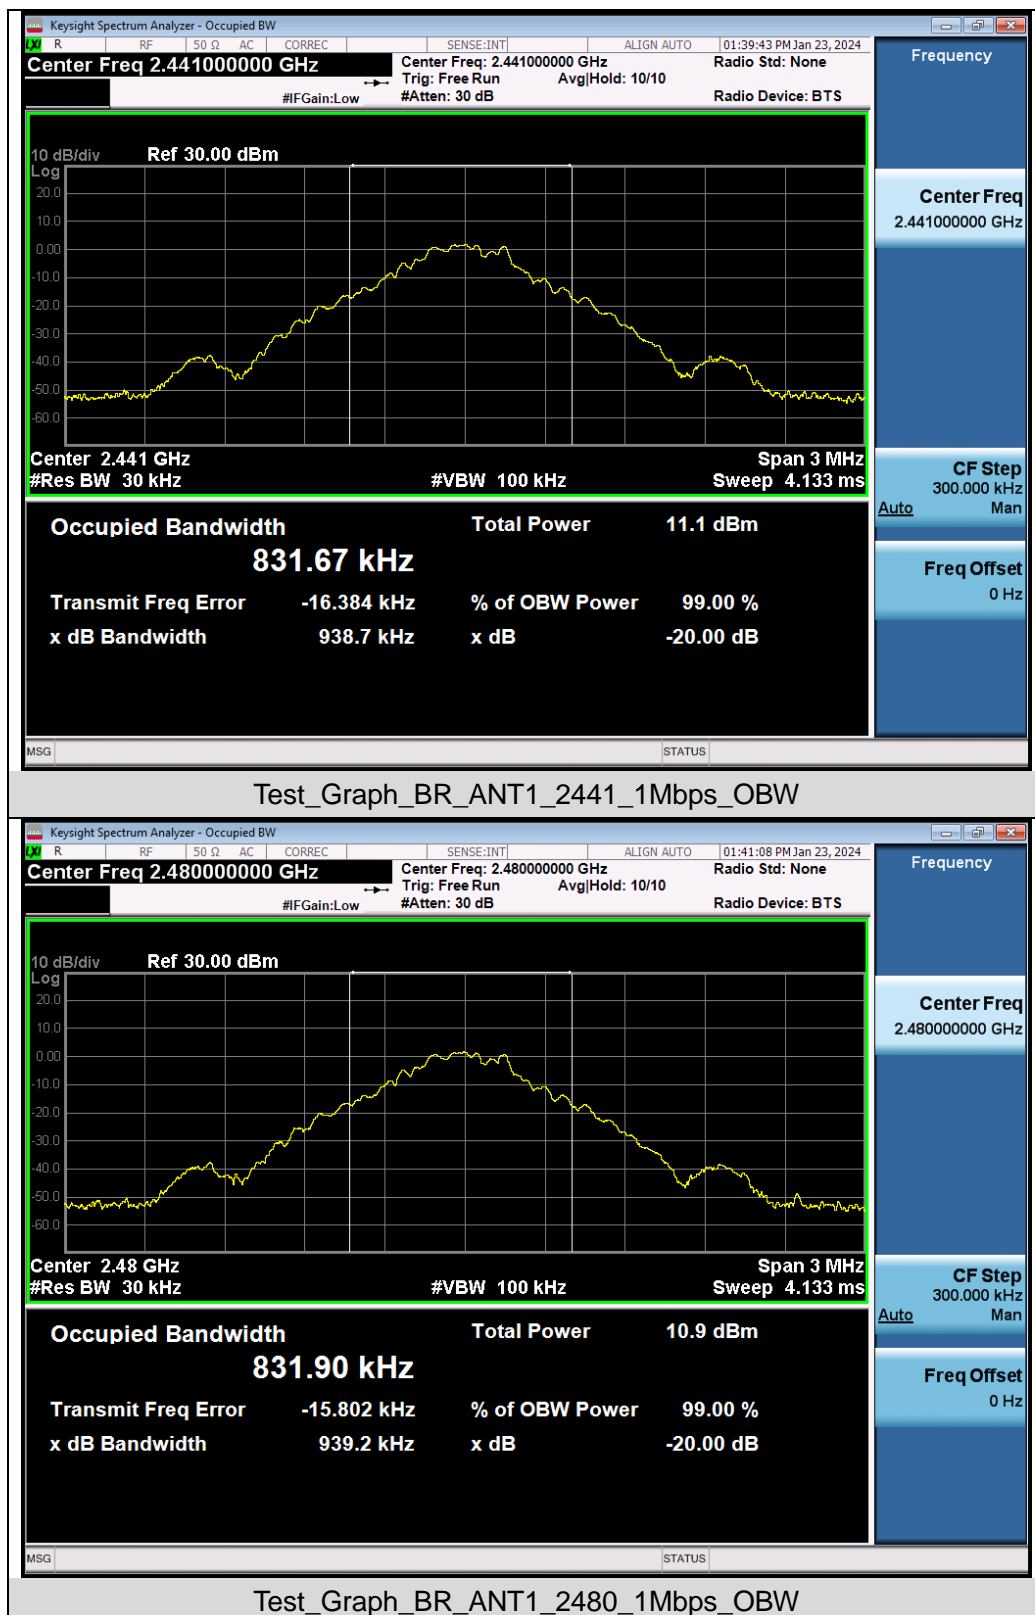 Keysight Spectrum Analyzer - Occupied BW
LXI R RF 50 Ω AC CORREC SENSE:INT ALIGN AUTO 01:39:43 PM Jan 23, 2024
Center Freq 2.441000000 GHz Center Freq: 2.441000000 GHz Radio Std: None Frequency
Trig: Free Run Avg|Hold: 10/10
#IFGain:Low #Atten: 30 dB Radio Device: BTS
10 dB/div Ref 30.00 dBm
Log
20.0
10.0
0.00
-10.0
-20.0
-30.0
-40.0
-50.0
-60.0
Center Freq
2.441000000 GHz
Center 2.441 GHz Span 3 MHz
#Res BW 30 kHz #VBW 100 kHz Sweep 4.133 ms
CF Step
300.000 kHz
Auto Man
Freq Offset
0 Hz
Occupied Bandwidth Total Power 11.1 dBm
831.67 kHz
Transmit Freq Error -16.384 kHz % of OBW Power 99.00 %
x dB Bandwidth 938.7 kHz x dB -20.00 dB
MSG STATUS
Test_Graph_BR_ANT1_2441_1Mbps_OBW
Keysight Spectrum Analyzer - Occupied BW
LXI R RF 50 Ω AC CORREC SENSE:INT ALIGN AUTO 01:41:08 PM Jan 23, 2024
Center Freq 2.480000000 GHz Center Freq: 2.480000000 GHz Radio Std: None Frequency
Trig: Free Run Avg|Hold: 10/10
#IFGain:Low #Atten: 30 dB Radio Device: BTS
10 dB/div Ref 30.00 dBm
Log
20.0
10.0
0.00
-10.0
-20.0
-30.0
-40.0
-50.0
-60.0
Center Freq
2.480000000 GHz
Center 2.48 GHz Span 3 MHz
#Res BW 30 kHz #VBW 100 kHz Sweep 4.133 ms
CF Step
300.000 kHz
Auto Man
Freq Offset
0 Hz
Occupied Bandwidth Total Power 10.9 dBm
831.90 kHz
Transmit Freq Error -15.802 kHz % of OBW Power 99.00 %
x dB Bandwidth 939.2 kHz x dB -20.00 dB
MSG STATUS
Test_Graph_BR_ANT1_2480_1Mbps_OBW